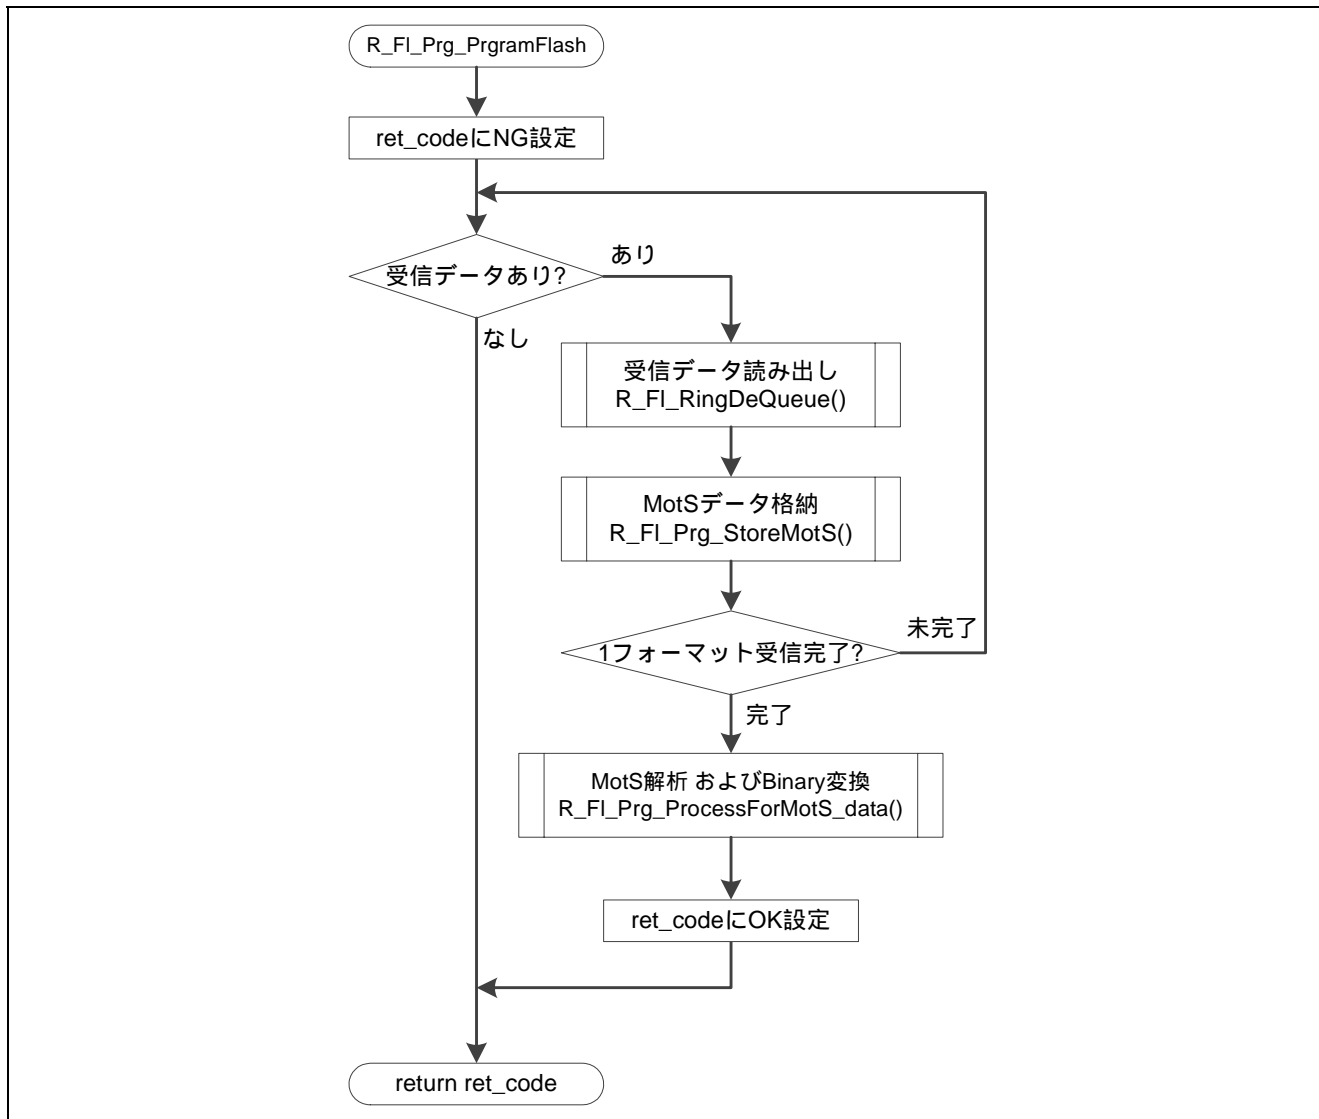 R_Fl_Prg_PrgramFlash
ret_codeにNG設定
受信データあり?
あり
なし
受信データ読み出し
R_Fl_RingDeQueue()
MotSデータ格納
R_Fl_Prg_StoreMotS()
1フォーマット受信完了?
未完了
完了
MotS解析 およびBinary変換
R_Fl_Prg_ProcessForMotS_data()
ret_codeにOK設定
return ret_code